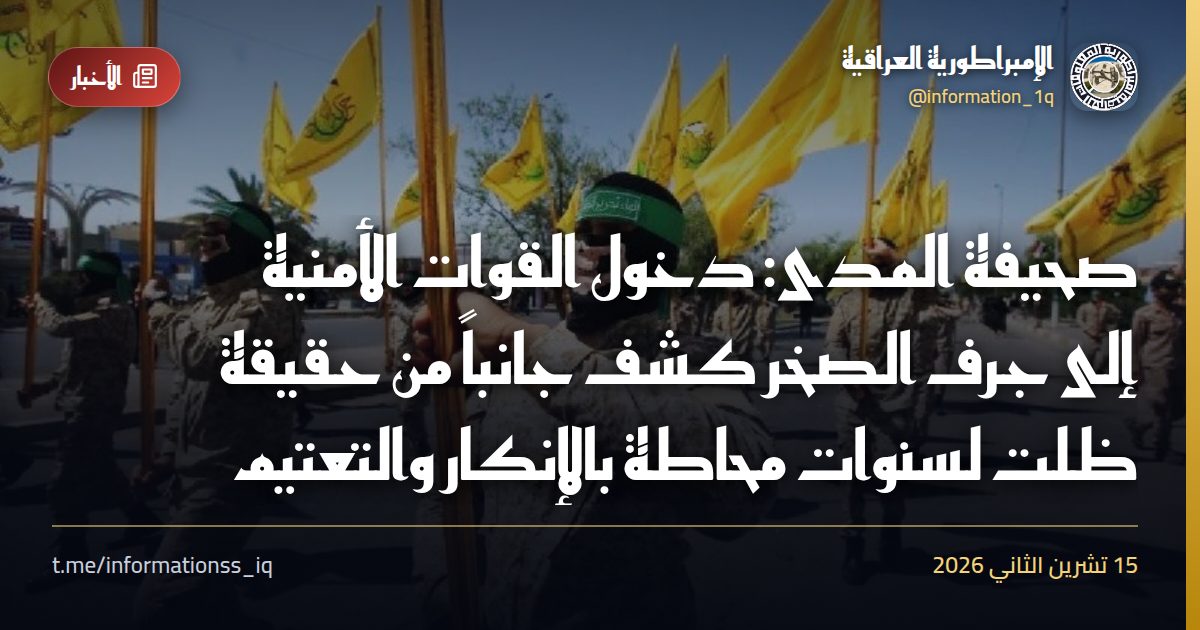 الإمبراطورية العراقية
@information_1q
الأخبار
صحيفة المدى: دخول القوات الأمنية
إلى جرف الصخر كشف جانباً من حقيقة
ظلت لسنوات محاطة بالإنكار والتعتيم
15 تشرين الثاني 2026
t.me/informationss_iq